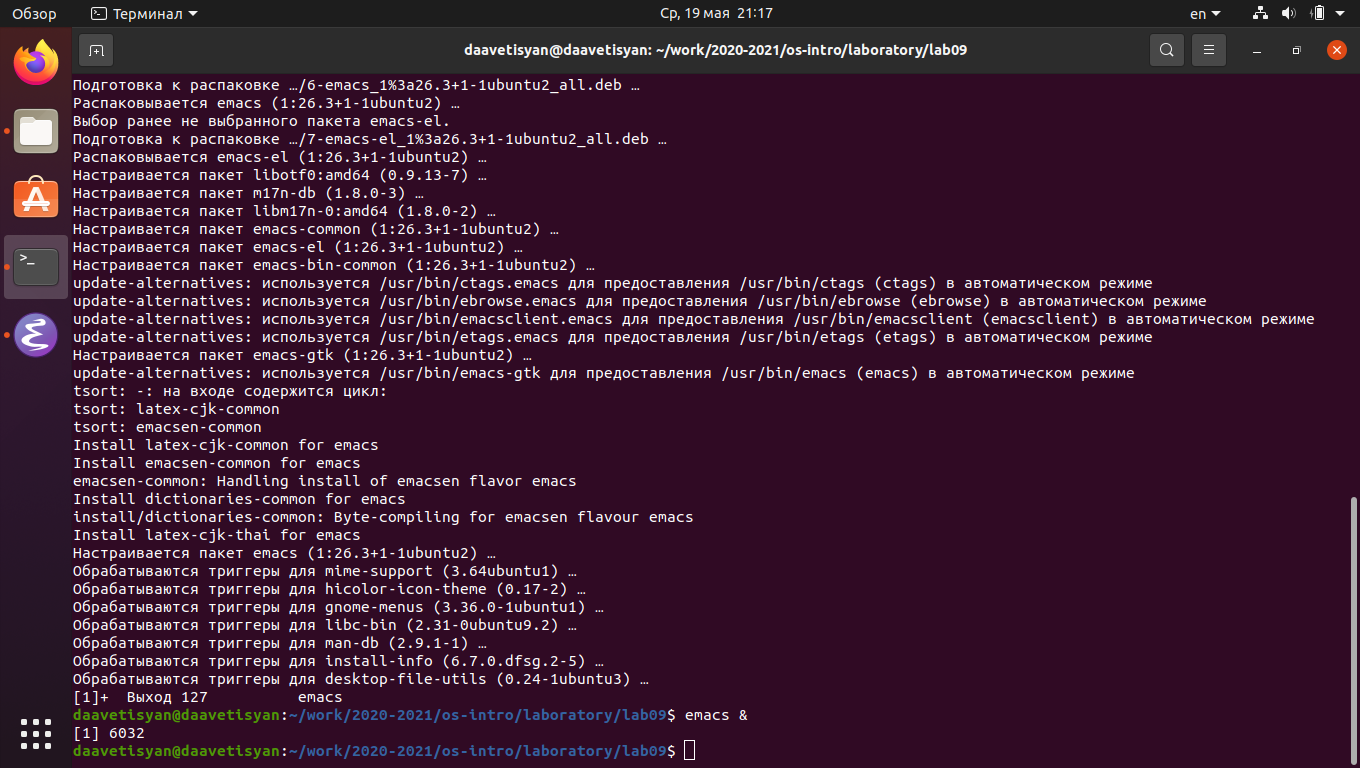 Обзор Терминал Ср, 19 мая 21:17 en
daavetisyan@daavetisyan: ~/work/2020-2021/os-intro/laboratory/lab09
Подготовка к распаковке …/6-emacs_1%3a26.3+1-1ubuntu2_all.deb …
Распаковывается emacs (1:26.3+1-1ubuntu2) …
Выбор ранее не выбранного пакета emacs-el.
Подготовка к распаковке …/7-emacs-el_1%3a26.3+1-1ubuntu2_all.deb …
Распаковывается emacs-el (1:26.3+1-1ubuntu2) …
Настраивается пакет libotf0:amd64 (0.9.13-7) …
Настраивается пакет m17n-db (1.8.0-3) …
Настраивается пакет libm17n-0:amd64 (1.8.0-2) …
Настраивается пакет emacs-common (1:26.3+1-1ubuntu2) …
Настраивается пакет emacs-el (1:26.3+1-1ubuntu2) …
Настраивается пакет emacs-bin-common (1:26.3+1-1ubuntu2) …
update-alternatives: используется /usr/bin/ctags.emacs для предоставления /usr/bin/ctags (ctags) в автоматическом режиме
update-alternatives: используется /usr/bin/ebrowse.emacs для предоставления /usr/bin/ebrowse (ebrowse) в автоматическом режиме
update-alternatives: используется /usr/bin/emacsclient.emacs для предоставления /usr/bin/emacsclient (emacsclient) в автоматическом режиме
update-alternatives: используется /usr/bin/etags.emacs для предоставления /usr/bin/etags (etags) в автоматическом режиме
Настраивается пакет emacs-gtk (1:26.3+1-1ubuntu2) …
update-alternatives: используется /usr/bin/emacs-gtk для предоставления /usr/bin/emacs (emacs) в автоматическом режиме
tsort: -: на входе содержится цикл:
tsort: latex-cjk-common
tsort: emacsen-common
Install latex-cjk-common for emacs
Install emacsen-common for emacs
emacsen-common: Handling install of emacsen flavor emacs
Install dictionaries-common for emacs
install/dictionaries-common: Byte-compiling for emacsen flavour emacs
Install latex-cjk-thai for emacs
Настраивается пакет emacs (1:26.3+1-1ubuntu2) …
Обрабатываются триггеры для mime-support (3.64ubuntu1) …
Обрабатываются триггеры для hicolor-icon-theme (0.17-2) …
Обрабатываются триггеры для gnome-menus (3.36.0-1ubuntu1) …
Обрабатываются триггеры для libc-bin (2.31-0ubuntu9.2) …
Обрабатываются триггеры для man-db (2.9.1-1) …
Обрабатываются триггеры для install-info (6.7.0.dfsg.2-5) …
Обрабатываются триггеры для desktop-file-utils (0.24-1ubuntu3) …
[1]+  Выход 127          emacs
daavetisyan@daavetisyan:~/work/2020-2021/os-intro/laboratory/lab09$ emacs &
[1] 6032
daavetisyan@daavetisyan:~/work/2020-2021/os-intro/laboratory/lab09$